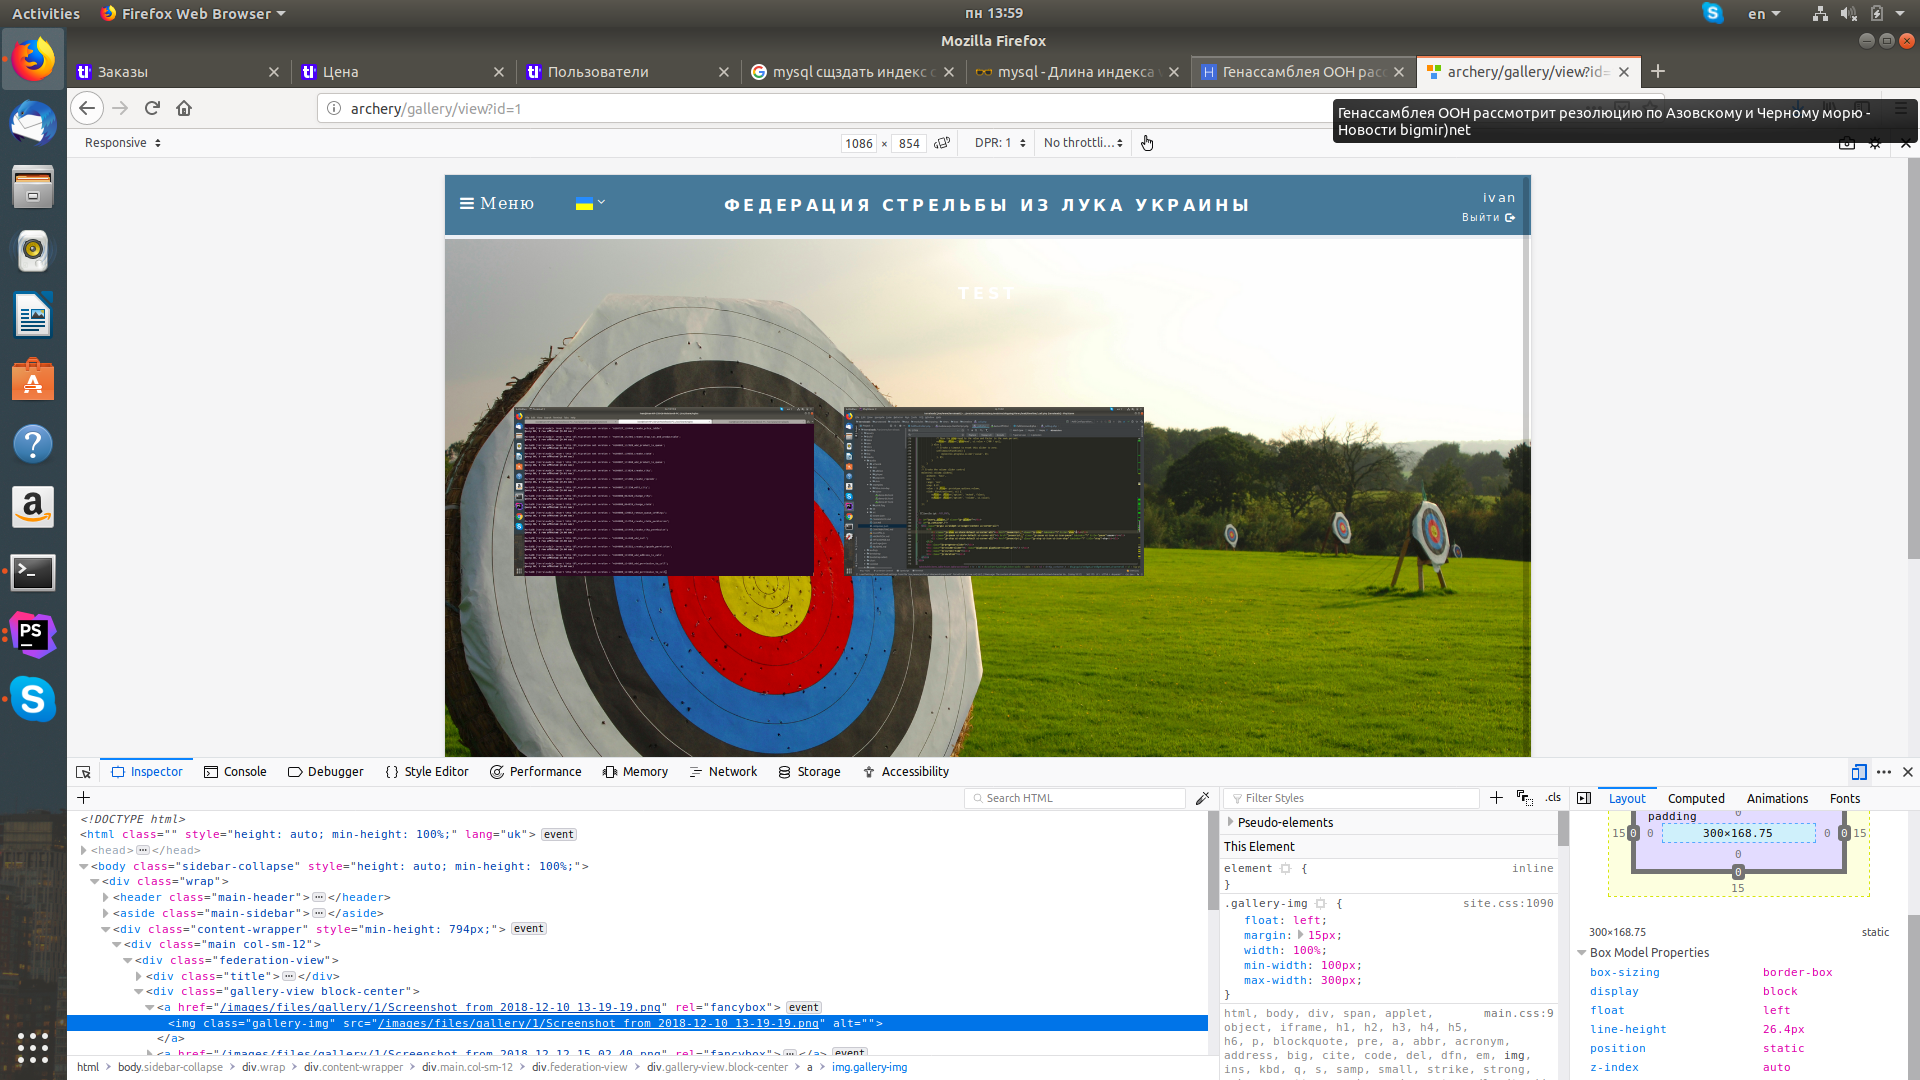 Activities
Firefox Web Browser
пн 13:59
en
Mozilla Firefox
Заказы
Цена
Пользователи
mysql сщздать индекс с
mysql - Длина индекса
Генассамблея ООН рас
archery/gallery/view?id=
archery/gallery/view?id=1
Генассамблея ООН рассмотрит резолюцию по Азовскому и Черному морю -
Новости bigmir)net
Responsive
1086 × 854
DPR: 1
No throttli...
Меню
ФЕДЕРАЦИЯ СТРЕЛЬБЫ ИЗ ЛУКА УКРАИНЫ
ivan
Выйти
TEST
Inspector
Console
Debugger
{ } Style Editor
Performance
Memory
Network
Storage
Accessibility
Search HTML
<!DOCTYPE html>
<html class="" style="height: auto; min-height: 100%;" lang="uk"> event
<head> </head>
<body class="sidebar-collapse" style="height: auto; min-height: 100%;">
<div class="wrap">
<header class="main-header"> </header>
<aside class="main-sidebar"> </aside>
<div class="content-wrapper" style="min-height: 794px;"> event
<div class="main col-sm-12">
<div class="federation-view">
<div class="title"> </div>
<div class="gallery-view block-center">
<a href="/images/files/gallery/1/Screenshot from 2018-12-10 13-19-19.png" rel="fancybox"> event
<img class="gallery-img" src="/images/files/gallery/1/Screenshot from 2018-12-10 13-19-19.png" alt="">
</a>
<a href="/images/files/gallery/1/Screenshot from 2018-12-12 15-02-40.png" rel="fancybox"> </a> event
html
body.sidebar-collapse
div.wrap
div.content-wrapper
div.main.col-sm-12
div.federation-view
div.gallery-view.block-center
a
img.gallery-img
Filter Styles
.cls
Pseudo-elements
This Element
element { inline
}
.gallery-img { site.css:1090
float: left;
margin: 15px;
width: 100%;
min-width: 100px;
max-width: 300px;
}
html, body, div, span, applet, main.css:9
object, iframe, h1, h2, h3, h4, h5,
h6, p, blockquote, pre, a, abbr, acronym,
address, big, cite, code, del, dfn, em, img,
ins, kbd, q, s, samp, small, strike, strong,
Layout
Computed
Animations
Fonts
padding
0
15 0 0 300×168.75 0 0 15
0
0
15
300×168.75 static
Box Model Properties
box-sizing border-box
display block
float left
line-height 26.4px
position static
z-index auto